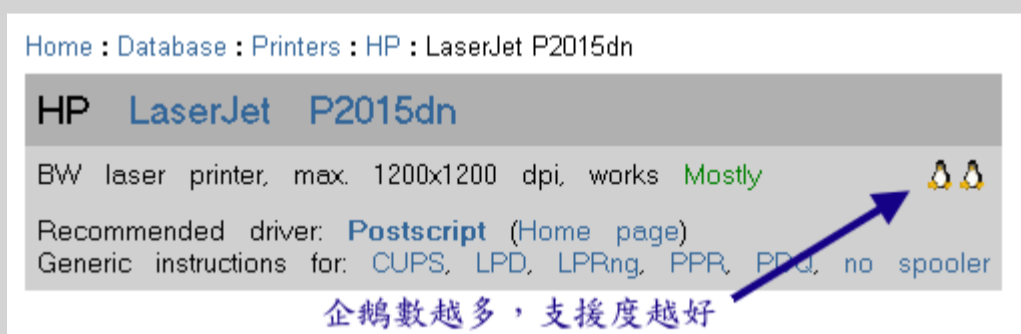 Home : Database : Printers : HP : LaserJet P2015dn
HP LaserJet P2015dn
BW laser printer, max. 1200x1200 dpi, works Mostly
Recommended driver: Postscript (Home page)
Generic instructions for: CUPS, LPD, LPRng, PPR, PDQ, no spooler
企鵝數越多，支援度越好